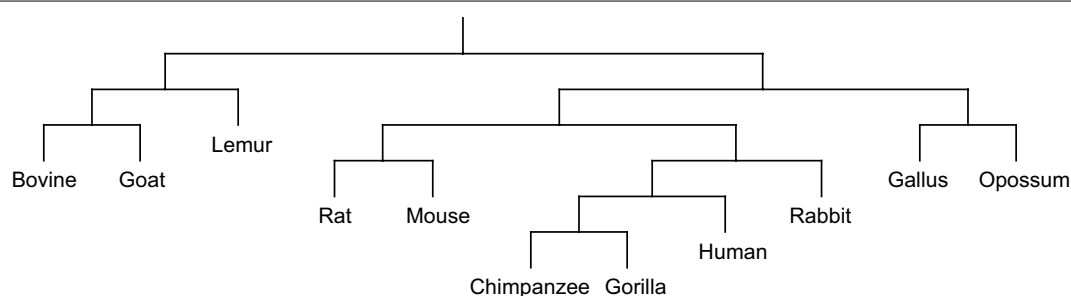 Lemur
Bovine Goat Gallus Opossum
Rat Mouse Rabbit
Human
Chimpanzee Gorilla